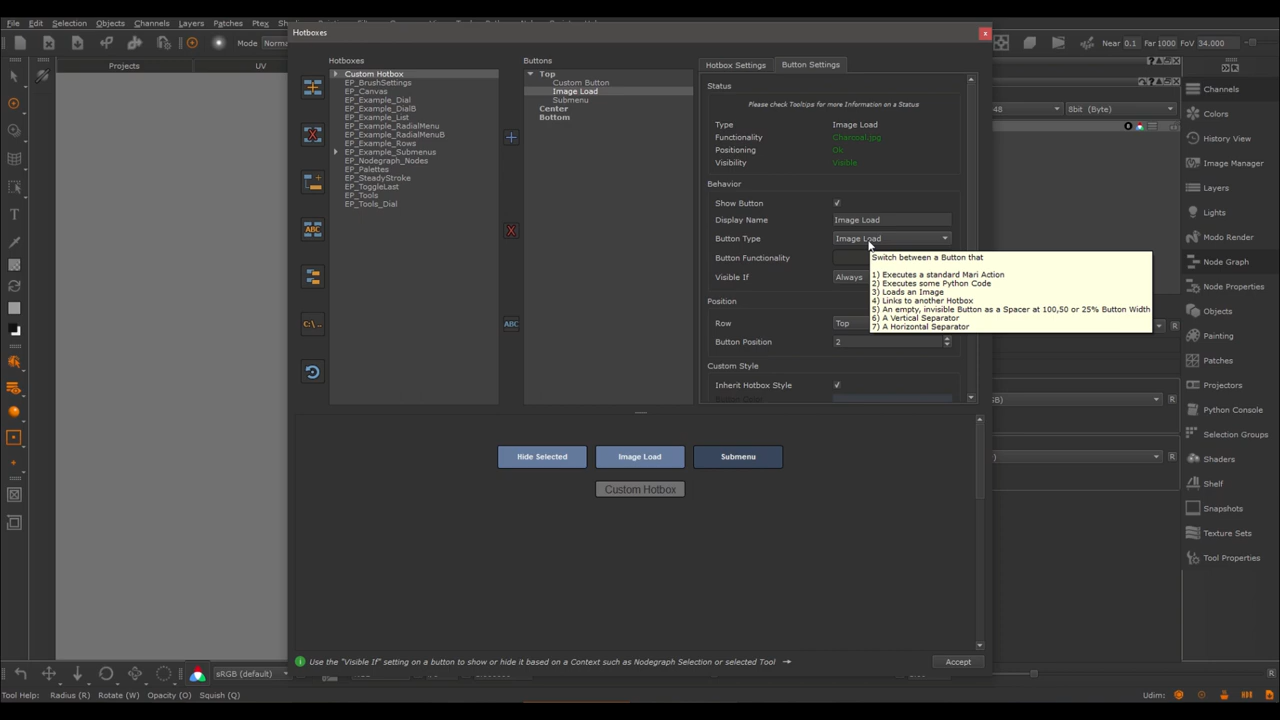 File Edit Selection Layers Objects Channels Patches Ptex
Hotboxes
Mode
Near 0.1 Far 1000 FoV 34.000
Projects UV
Hotboxes
Custom Hotbox
EP_BrushSettings
EP_Canvas
EP_Example_Dial
EP_Example_DialB
EP_Example_List
EP_Example_RadialMenu
EP_Example_RadialMenuB
EP_Example_Rows
EP_Example_Submenus
EP_Nodegraph_Nodes
EP_Palettes
EP_SteadyStroke
EP_ToggleLast
EP_Tools
EP_Tools_Dial
Buttons
Top
Custom Button
Image Load
Submenu
Center
Bottom
ABC
C:\ ..
ABC
Hotbox Settings Button Settings
Status
Please check Tooltips for more Information on a Status
Type Image Load
Functionality Charcoal.jpg
Positioning Ok
Visibility Visible
Behavior
Show Button
Display Name Image Load
Button Type Image Load
Button Functionality
Visible If Always
Position
Row Top
Button Position 2
Custom Style
Inherit Hotbox Style
Switch between a Button that
1) Executes a standard Mari Action
2) Executes some Python Code
3) Loads an Image
4) Links to another Hotbox
5) An empty, invisible Button as a Spacer at 100,50 or 25% Button Width
6) A Vertical Separator
7) A Horizontal Separator
Hide Selected Image Load Submenu
Custom Hotbox
Use the "Visible If" setting on a button to show or hide it based on a Context such as Nodegraph Selection or selected Tool
Accept
48 8bit (Byte)
Channels
Colors
History View
Image Manager
Layers
Lights
Modo Render
Node Graph
Node Properties
Objects
Painting
Patches
Projectors
Python Console
Selection Groups
Shaders
Shelf
Snapshots
Texture Sets
Tool Properties
sRGB (default)
Tool Help: Radius (R) Rotate (W) Opacity (O) Squish (Q)
Udim: